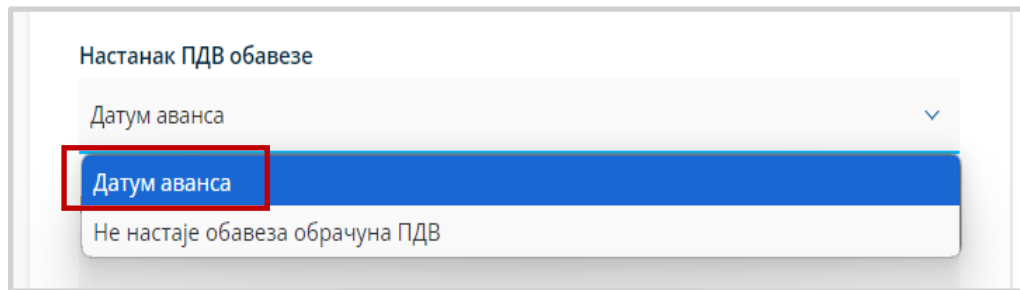 Настанак ПДВ обавезе
Датум аванса
Датум аванса
Не настаје обавеза обрачуна ПДВ